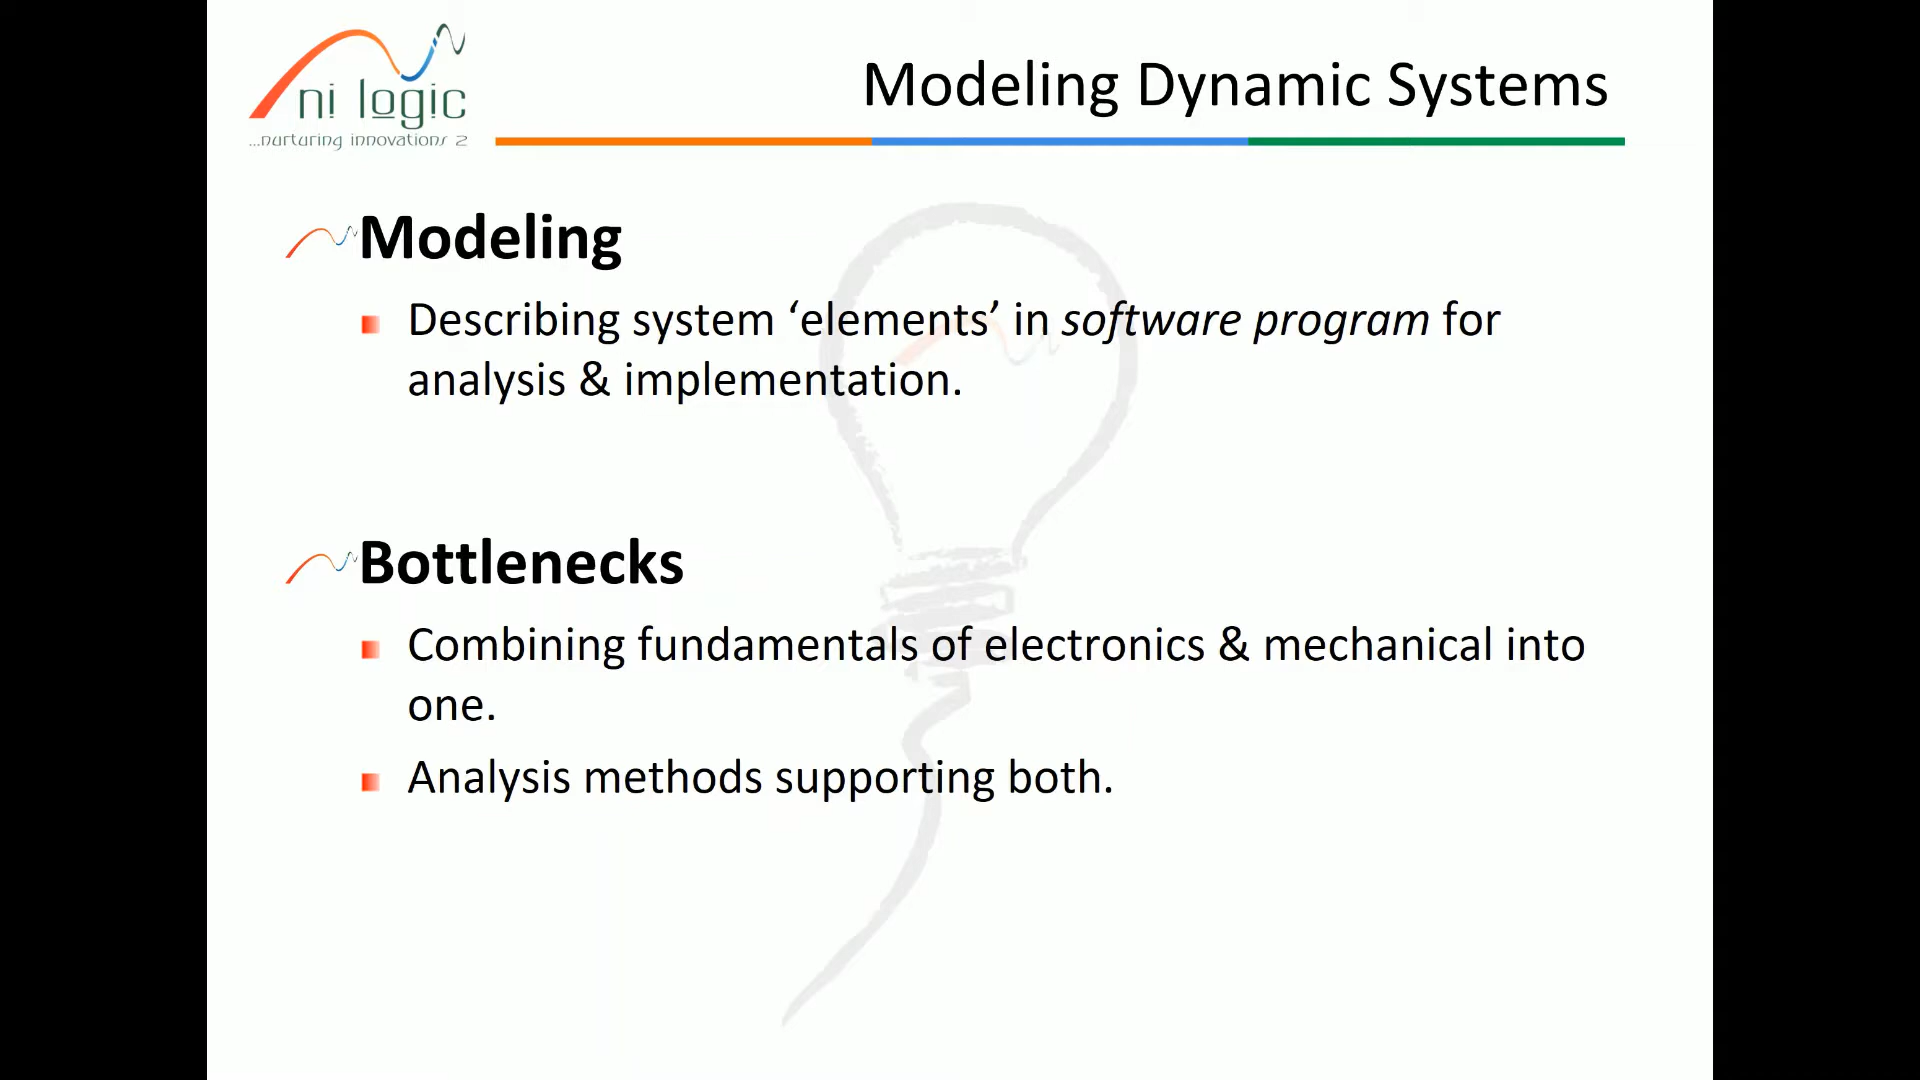 ni logic
...nurturing innovations 2
Modeling Dynamic Systems
Modeling
Describing system ‘elements’ in software program for
analysis & implementation.
Bottlenecks
Combining fundamentals of electronics & mechanical into
one.
Analysis methods supporting both.